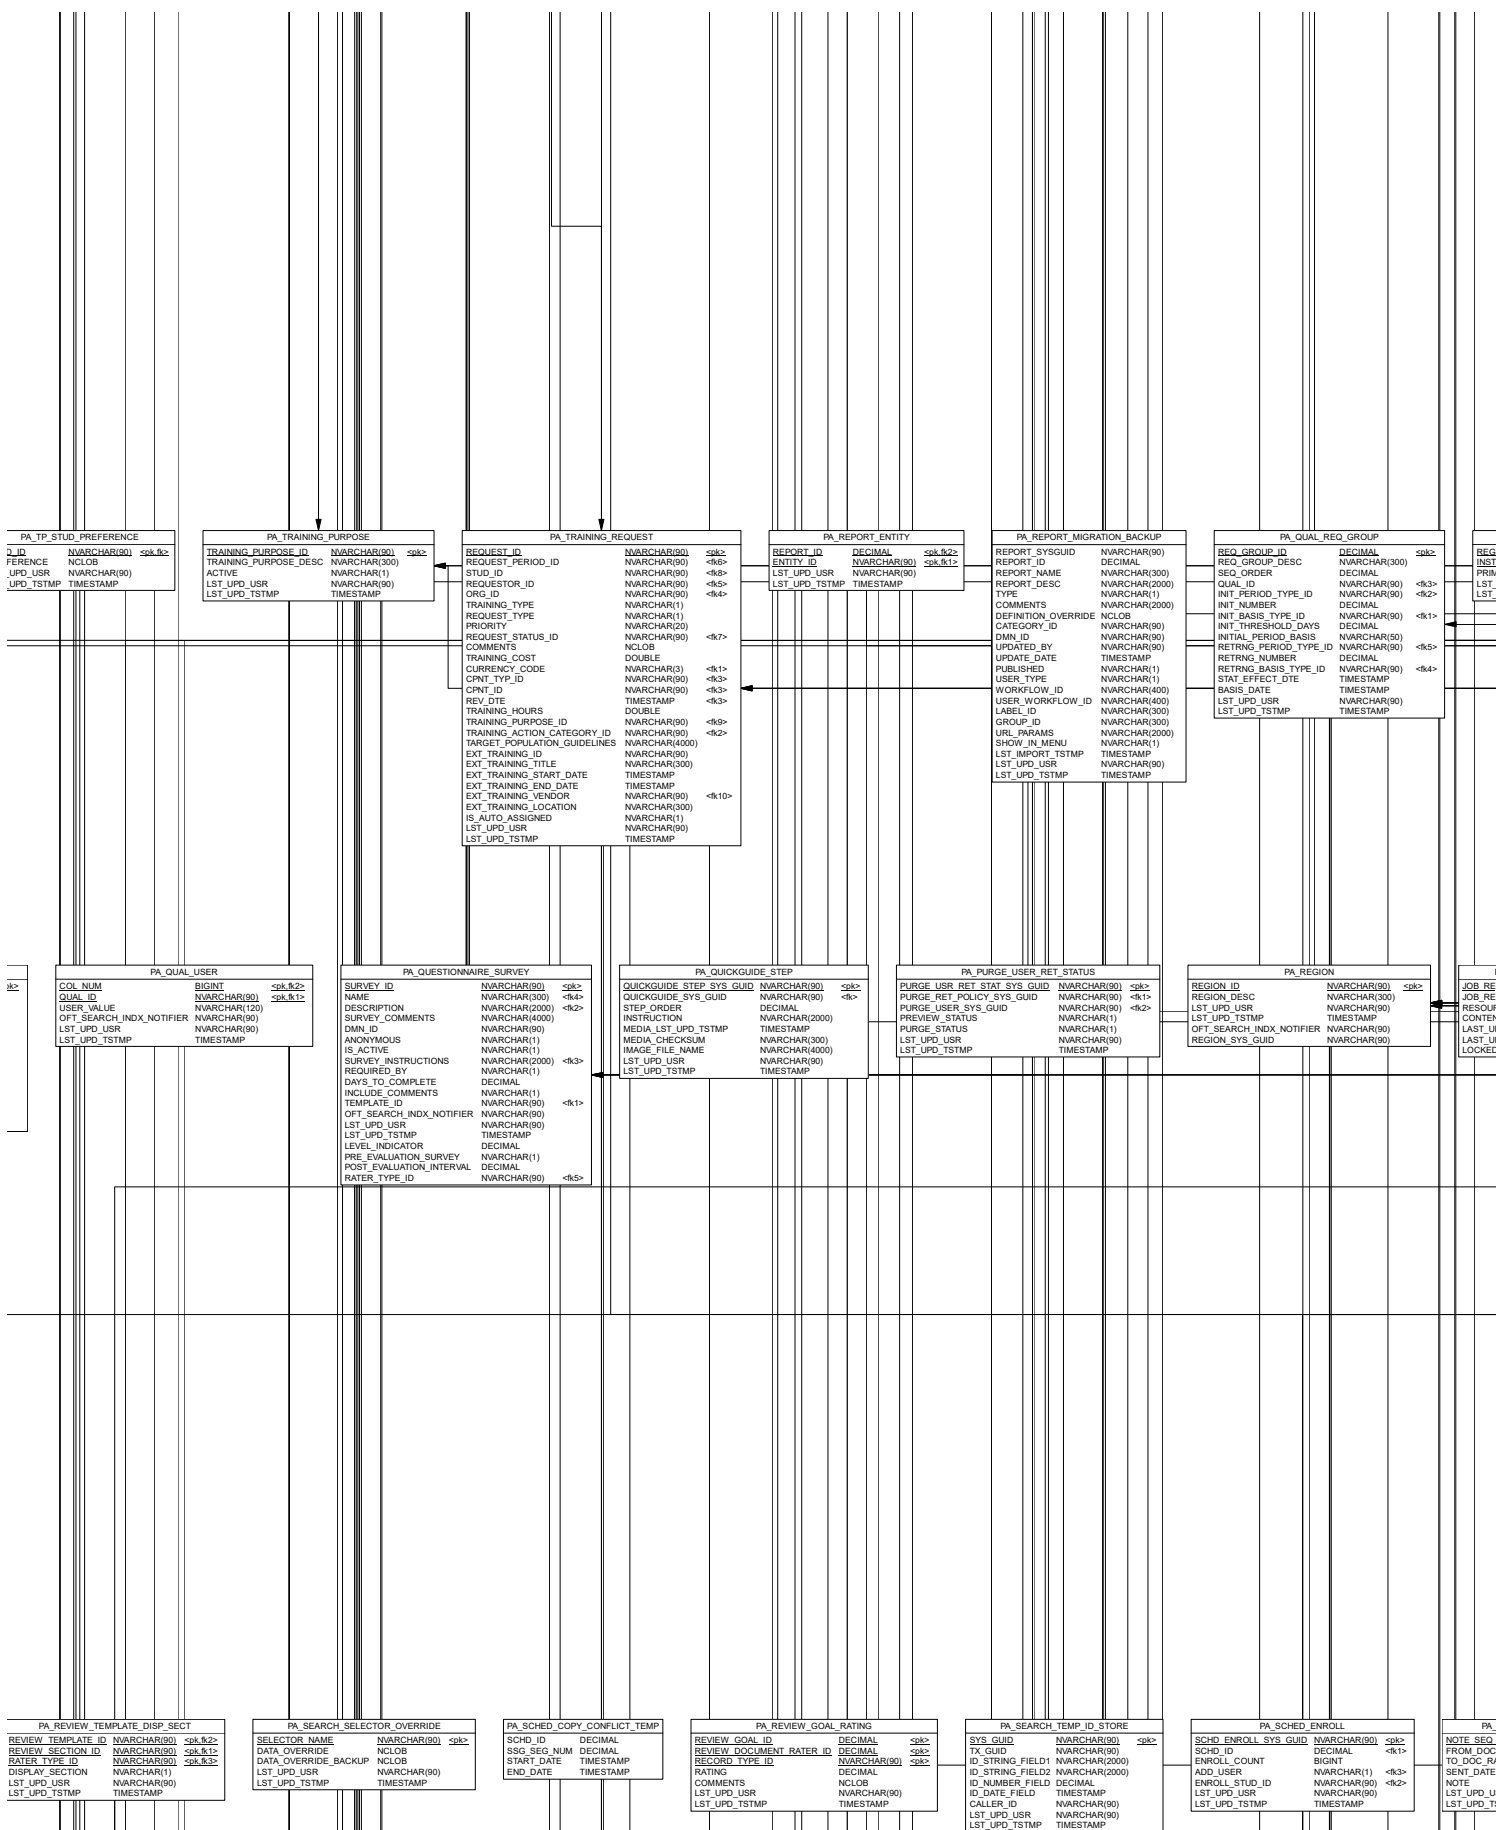 PA_TP_STUD_PREFERENCE
D_ID NVARCHAR(90) <pk,fk>
FERENCE NCLOB
UPD_USR NVARCHAR(90)
UPD_TSTMP TIMESTAMP
PA_TRAINING_PURPOSE
TRAINING_PURPOSE_ID NVARCHAR(90) <pk>
TRAINING_PURPOSE_DESC NVARCHAR(300)
ACTIVE NVARCHAR(1)
LST_UPD_USR NVARCHAR(90)
LST_UPD_TSTMP TIMESTAMP
PA_TRAINING_REQUEST
REQUEST_ID NVARCHAR(90) <pk>
REQUEST_PERIOD_ID NVARCHAR(90) <fk6>
STUD_ID NVARCHAR(90) <fk8>
REQUESTOR_ID NVARCHAR(90) <fk5>
ORG_ID NVARCHAR(90) <fk4>
TRAINING_TYPE NVARCHAR(1)
REQUEST_TYPE NVARCHAR(1)
PRIORITY NVARCHAR(20)
REQUEST_STATUS_ID NVARCHAR(90) <fk7>
COMMENTS NCLOB
TRAINING_COST DOUBLE
CURRENCY_CODE NVARCHAR(3) <fk1>
CPNT_TYP_ID NVARCHAR(90) <fk3>
CPNT_ID NVARCHAR(90) <fk3>
REV_DTE TIMESTAMP <fk3>
TRAINING_HOURS DOUBLE
TRAINING_PURPOSE_ID NVARCHAR(90) <fk9>
TRAINING_ACTION_CATEGORY_ID NVARCHAR(90) <fk2>
TARGET_POPULATION_GUIDELINES NVARCHAR(4000)
EXT_TRAINING_ID NVARCHAR(90)
EXT_TRAINING_TITLE NVARCHAR(300)
EXT_TRAINING_START_DATE TIMESTAMP
EXT_TRAINING_END_DATE TIMESTAMP
EXT_TRAINING_VENDOR NVARCHAR(90) <fk10>
EXT_TRAINING_LOCATION NVARCHAR(300)
IS_AUTO_ASSIGNED NVARCHAR(1)
LST_UPD_USR NVARCHAR(90)
LST_UPD_TSTMP TIMESTAMP
PA_REPORT_ENTITY
REPORT_ID DECIMAL <pk,fk2>
ENTITY_ID NVARCHAR(90) <pk,fk1>
LST_UPD_USR NVARCHAR(90)
LST_UPD_TSTMP TIMESTAMP
PA_REPORT_MIGRATION_BACKUP
REPORT_SYSGUID NVARCHAR(90)
REPORT_ID DECIMAL
REPORT_NAME NVARCHAR(300)
REPORT_DESC NVARCHAR(2000)
TYPE NVARCHAR(1)
COMMENTS NVARCHAR(2000)
DEFINITION_OVERRIDE NCLOB
CATEGORY_ID NVARCHAR(90)
DMN_ID NVARCHAR(90)
UPDATED_BY NVARCHAR(90)
UPDATE_DATE TIMESTAMP
PUBLISHED NVARCHAR(1)
USER_TYPE NVARCHAR(1)
WORKFLOW_ID NVARCHAR(400)
USER_WORKFLOW_ID NVARCHAR(400)
LABEL_ID NVARCHAR(300)
GROUP_ID NVARCHAR(300)
URL_PARAMS NVARCHAR(2000)
SHOW_IN_MENU NVARCHAR(1)
LST_IMPORT_TSTMP TIMESTAMP
LST_UPD_USR NVARCHAR(90)
LST_UPD_TSTMP TIMESTAMP
PA_QUAL_REQ_GROUP
REQ_GROUP_ID DECIMAL <pk>
REQ_GROUP_DESC NVARCHAR(300)
SEQ_ORDER DECIMAL
QUAL_ID NVARCHAR(90) <fk3>
INIT_PERIOD_TYPE_ID NVARCHAR(90) <fk2>
INIT_NUMBER DECIMAL
INIT_BASIS_TYPE_ID NVARCHAR(90) <fk1>
INIT_THRESHOLD_DAYS DECIMAL
INITIAL_PERIOD_BASIS NVARCHAR(50)
RETRNG_PERIOD_TYPE_ID NVARCHAR(90) <fk5>
RETRNG_NUMBER DECIMAL
RETRNG_BASIS_TYPE_ID NVARCHAR(90) <fk4>
STAT_EFFECT_DTE TIMESTAMP
BASIS_DATE TIMESTAMP
LST_UPD_USR NVARCHAR(90)
LST_UPD_TSTMP TIMESTAMP
REG
INST
PRIM
LST_
LST_
pk>
PA_QUAL_USER
COL_NUM BIGINT <pk,fk2>
QUAL_ID NVARCHAR(90) <pk,fk1>
USER_VALUE NVARCHAR(120)
OFT_SEARCH_INDX_NOTIFIER NVARCHAR(90)
LST_UPD_USR NVARCHAR(90)
LST_UPD_TSTMP TIMESTAMP
PA_QUESTIONNAIRE_SURVEY
SURVEY_ID NVARCHAR(90) <pk>
NAME NVARCHAR(300) <fk4>
DESCRIPTION NVARCHAR(2000) <fk2>
SURVEY_COMMENTS NVARCHAR(4000)
DMN_ID NVARCHAR(90)
ANONYMOUS NVARCHAR(1)
IS_ACTIVE NVARCHAR(1)
SURVEY_INSTRUCTIONS NVARCHAR(2000) <fk3>
REQUIRED_BY NVARCHAR(1)
DAYS_TO_COMPLETE DECIMAL
INCLUDE_COMMENTS NVARCHAR(1)
TEMPLATE_ID NVARCHAR(90) <fk1>
OFT_SEARCH_INDX_NOTIFIER NVARCHAR(90)
LST_UPD_USR NVARCHAR(90)
LST_UPD_TSTMP TIMESTAMP
LEVEL_INDICATOR DECIMAL
PRE_EVALUATION_SURVEY NVARCHAR(1)
POST_EVALUATION_INTERVAL DECIMAL
RATER_TYPE_ID NVARCHAR(90) <fk5>
PA_QUICKGUIDE_STEP
QUICKGUIDE_STEP_SYS_GUID NVARCHAR(90) <pk>
QUICKGUIDE_SYS_GUID NVARCHAR(90) <fk>
STEP_ORDER DECIMAL
INSTRUCTION NVARCHAR(2000)
MEDIA_LST_UPD_TSTMP TIMESTAMP
MEDIA_CHECKSUM NVARCHAR(300)
IMAGE_FILE_NAME NVARCHAR(4000)
LST_UPD_USR NVARCHAR(90)
LST_UPD_TSTMP TIMESTAMP
PA_PURGE_USER_RET_STATUS
PURGE_USR_RET_STAT_SYS_GUID NVARCHAR(90) <pk>
PURGE_RET_POLICY_SYS_GUID NVARCHAR(90) <fk1>
PURGE_USER_SYS_GUID NVARCHAR(90) <fk2>
PREVIEW_STATUS NVARCHAR(1)
PURGE_STATUS NVARCHAR(1)
LST_UPD_USR NVARCHAR(90)
LST_UPD_TSTMP TIMESTAMP
PA_REGION
REGION_ID NVARCHAR(90) <pk>
REGION_DESC NVARCHAR(300)
LST_UPD_USR NVARCHAR(90)
LST_UPD_TSTMP TIMESTAMP
OFT_SEARCH_INDX_NOTIFIER NVARCHAR(90)
REGION_SYS_GUID NVARCHAR(90)
JOB_RE
JOB_RE
RESOUR
CONTEN
LAST_U
LOCKED
PA_REVIEW_TEMPLATE_DISP_SECT
REVIEW_TEMPLATE_ID NVARCHAR(90) <pk,fk2>
REVIEW_SECTION_ID NVARCHAR(90) <pk,fk1>
RATER_TYPE_ID NVARCHAR(90) <pk,fk3>
DISPLAY_SECTION NVARCHAR(1)
LST_UPD_USR NVARCHAR(90)
LST_UPD_TSTMP TIMESTAMP
PA_SEARCH_SELECTOR_OVERRIDE
SELECTOR_NAME NVARCHAR(90) <pk>
DATA_OVERRIDE NCLOB
DATA_OVERRIDE_BACKUP NCLOB
LST_UPD_USR NVARCHAR(90)
LST_UPD_TSTMP TIMESTAMP
PA_SCHED_COPY_CONFLICT_TEMP
SCHD_ID DECIMAL
SSG_SEG_NUM DECIMAL
START_DATE TIMESTAMP
END_DATE TIMESTAMP
PA_REVIEW_GOAL_RATING
REVIEW_GOAL_ID DECIMAL <pk>
REVIEW_DOCUMENT_RATER_ID DECIMAL <pk>
RECORD_TYPE_ID NVARCHAR(90) <pk>
RATING DECIMAL
COMMENTS NCLOB
LST_UPD_USR NVARCHAR(90)
LST_UPD_TSTMP TIMESTAMP
PA_SEARCH_TEMP_ID_STORE
SYS_GUID NVARCHAR(90) <pk>
TX_GUID NVARCHAR(90)
ID_STRING_FIELD1 NVARCHAR(2000)
ID_STRING_FIELD2 NVARCHAR(2000)
ID_NUMBER_FIELD DECIMAL
ID_DATE_FIELD TIMESTAMP
CALLER_ID NVARCHAR(90)
LST_UPD_USR NVARCHAR(90)
LST_UPD_TSTMP TIMESTAMP
PA_SCHED_ENROLL
SCHD_ENROLL_SYS_GUID NVARCHAR(90) <pk>
SCHD_ID DECIMAL <fk1>
ENROLL_COUNT BIGINT
ADD_USER NVARCHAR(1) <fk3>
ENROLL_STUD_ID NVARCHAR(90) <fk2>
LST_UPD_USR NVARCHAR(90)
LST_UPD_TSTMP TIMESTAMP
PA_
NOTE_SEQ
FROM_DOC
TO_DOC_RA
SENT_DATE
NOTE
LST_UPD_U
LST_UPD_TS